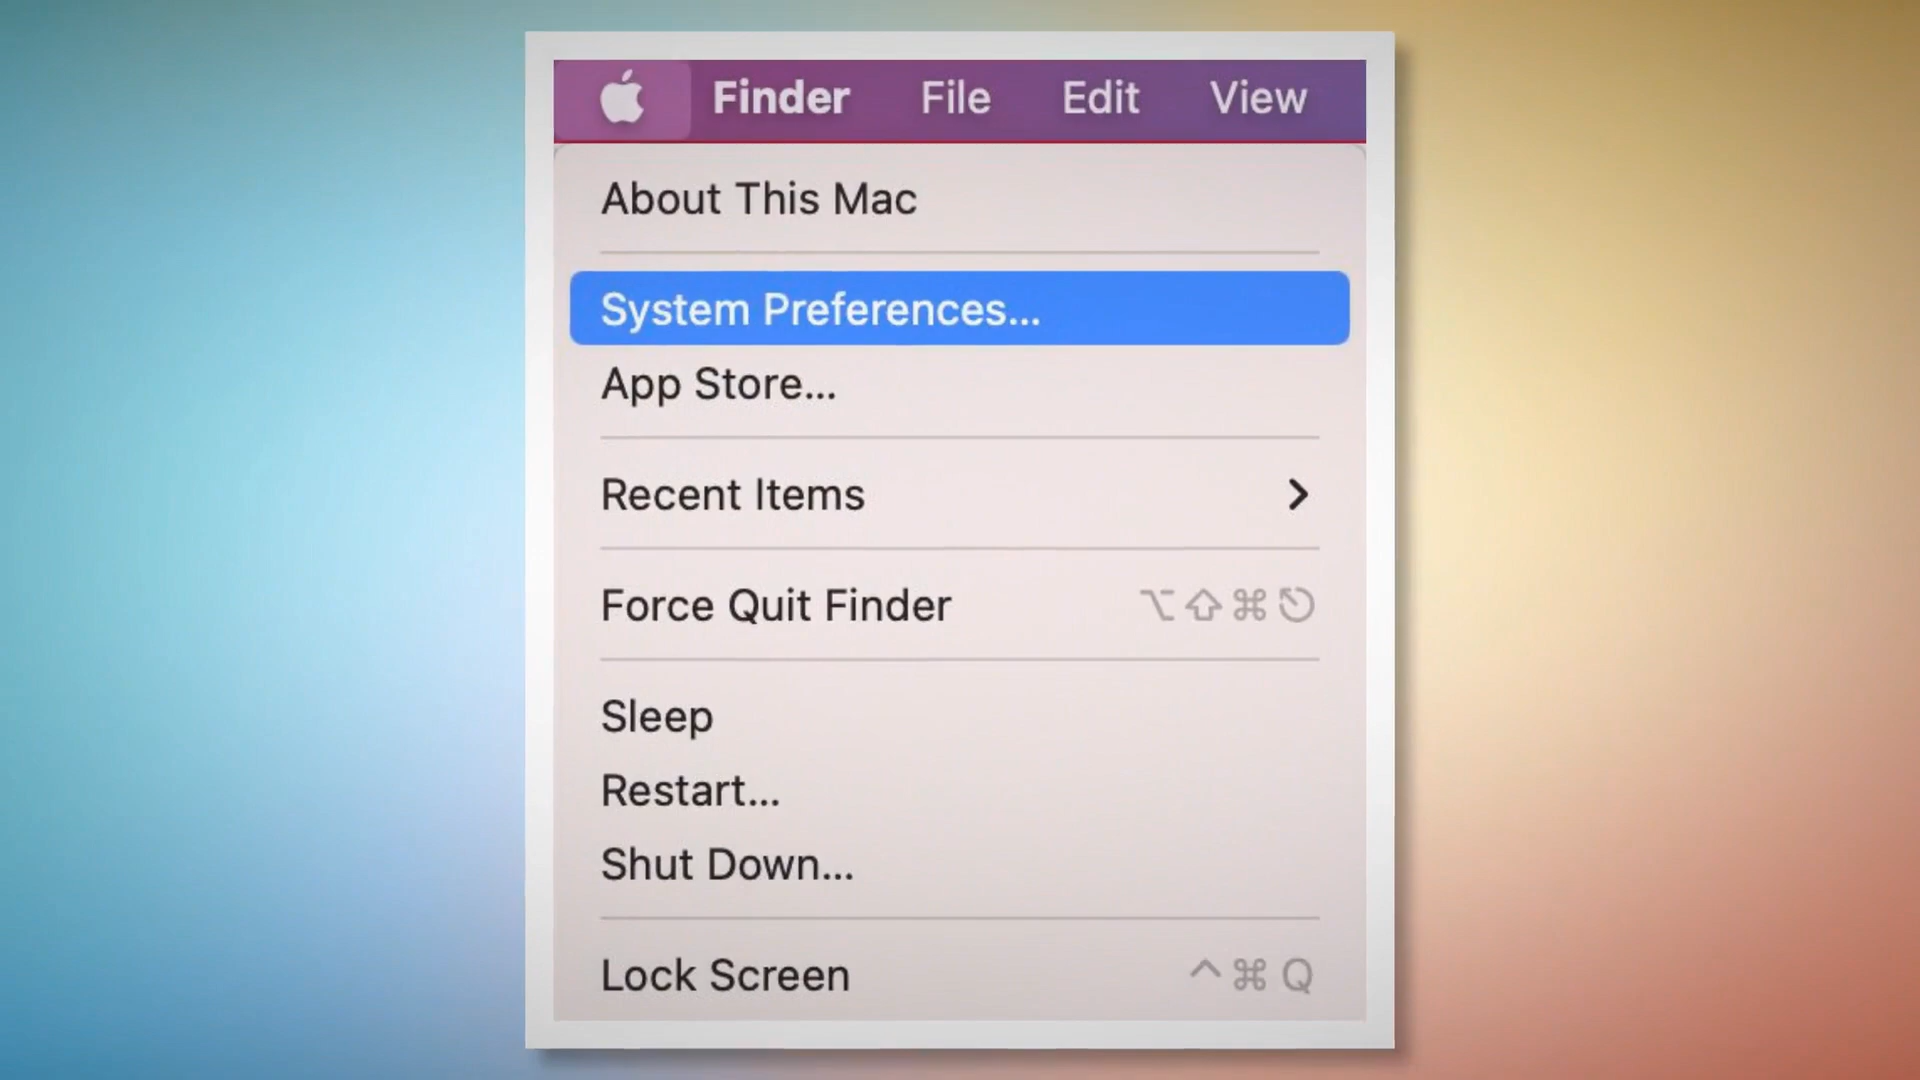 Finder File Edit View
About This Mac
System Preferences...
App Store...
Recent Items
Force Quit Finder ⌥⇧⌘⎋
Sleep
Restart...
Shut Down...
Lock Screen ^⌘Q